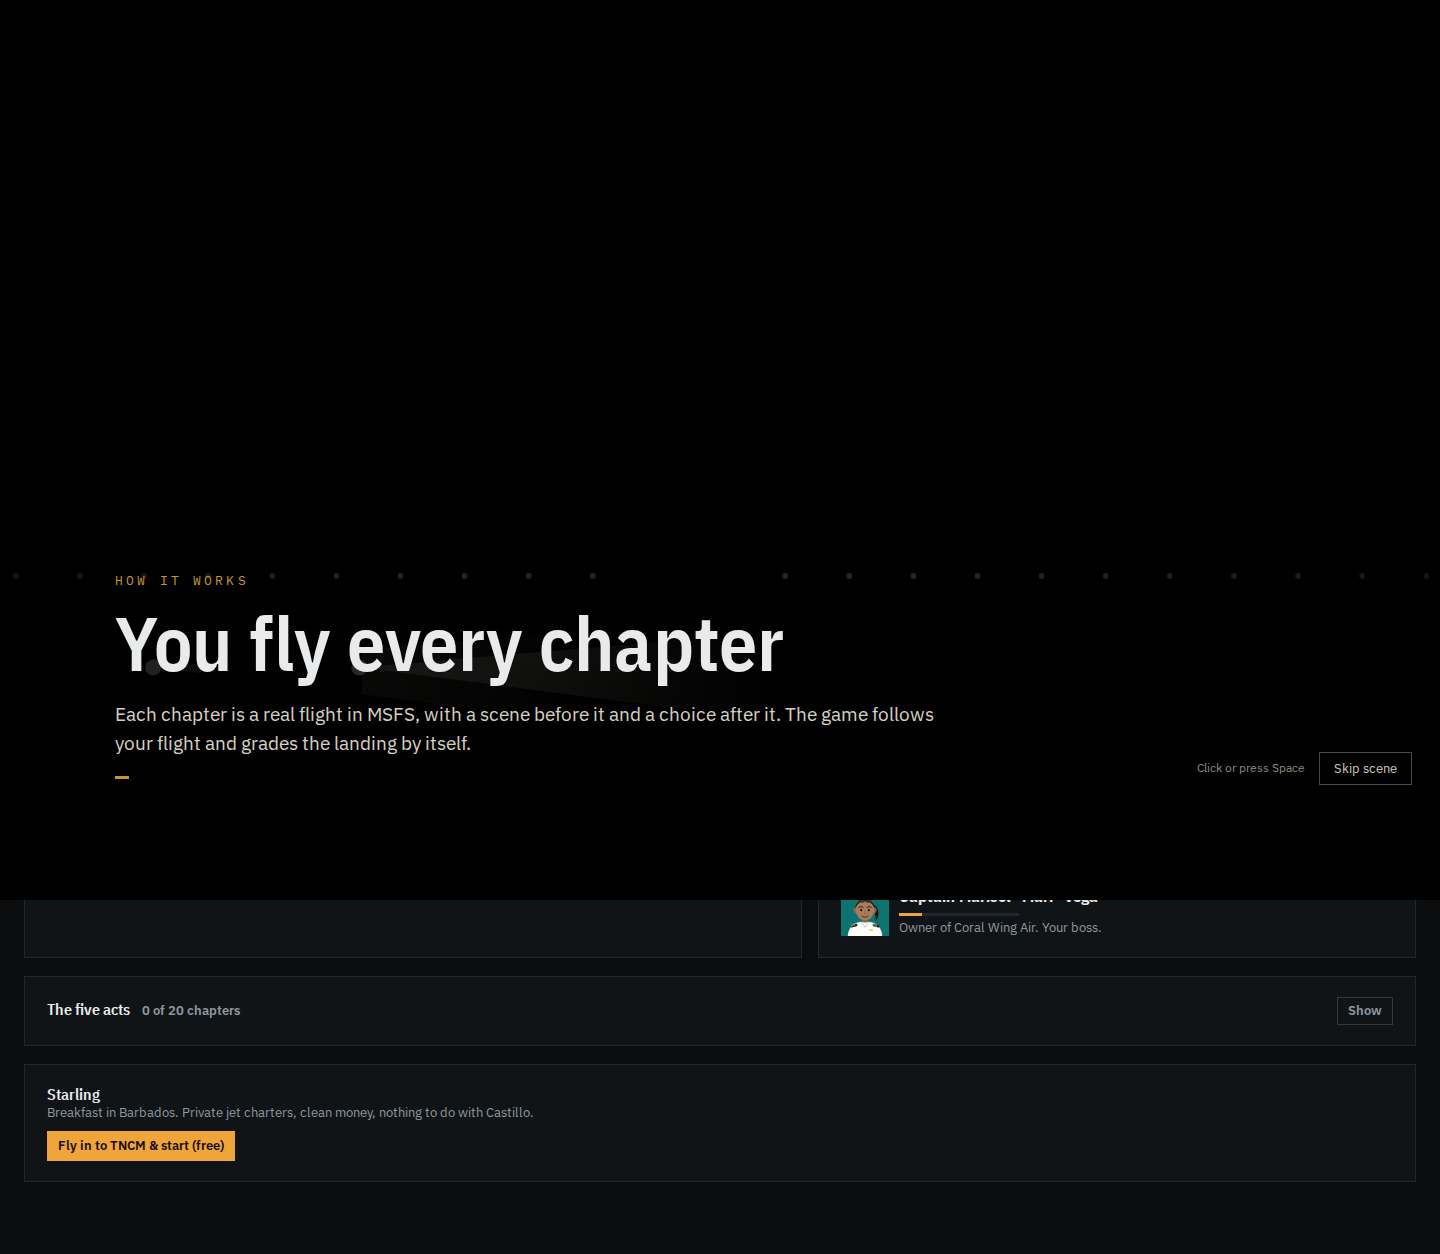 HOW IT WORKS
You fly every chapter
Each chapter is a real flight in MSFS, with a scene before it and a choice after it. The game follows
your flight and grades the landing by itself.
Click or press Space
Skip scene
Owner of Coral Wing Air. Your boss.
The five acts 0 of 20 chapters
Show
Starling
Breakfast in Barbados. Private jet charters, clean money, nothing to do with Castillo.
Fly in to TNCM & start (free)